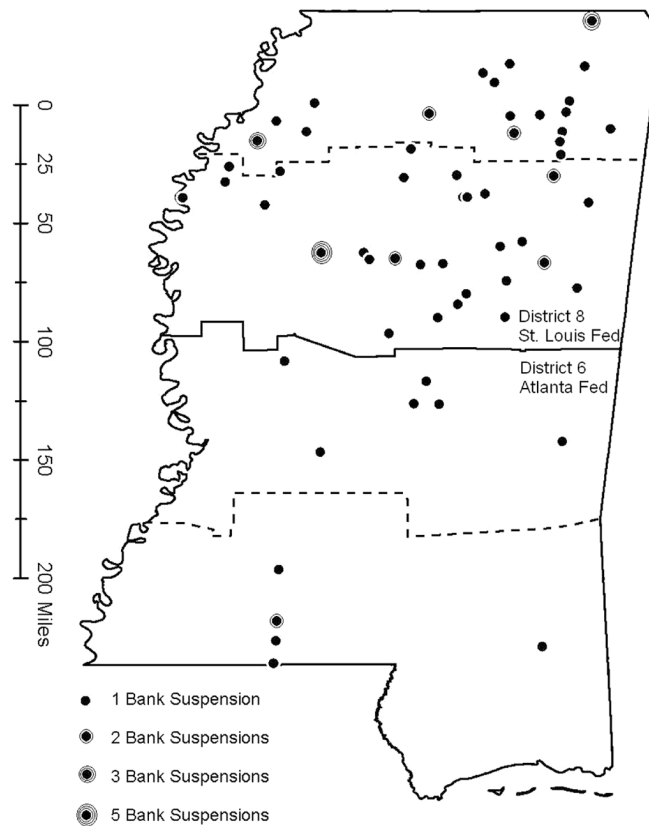 0
25
50
100
150
200 Miles
District 8
St. Louis Fed
District 6
Atlanta Fed
1 Bank Suspension
2 Bank Suspensions
3 Bank Suspensions
5 Bank Suspensions